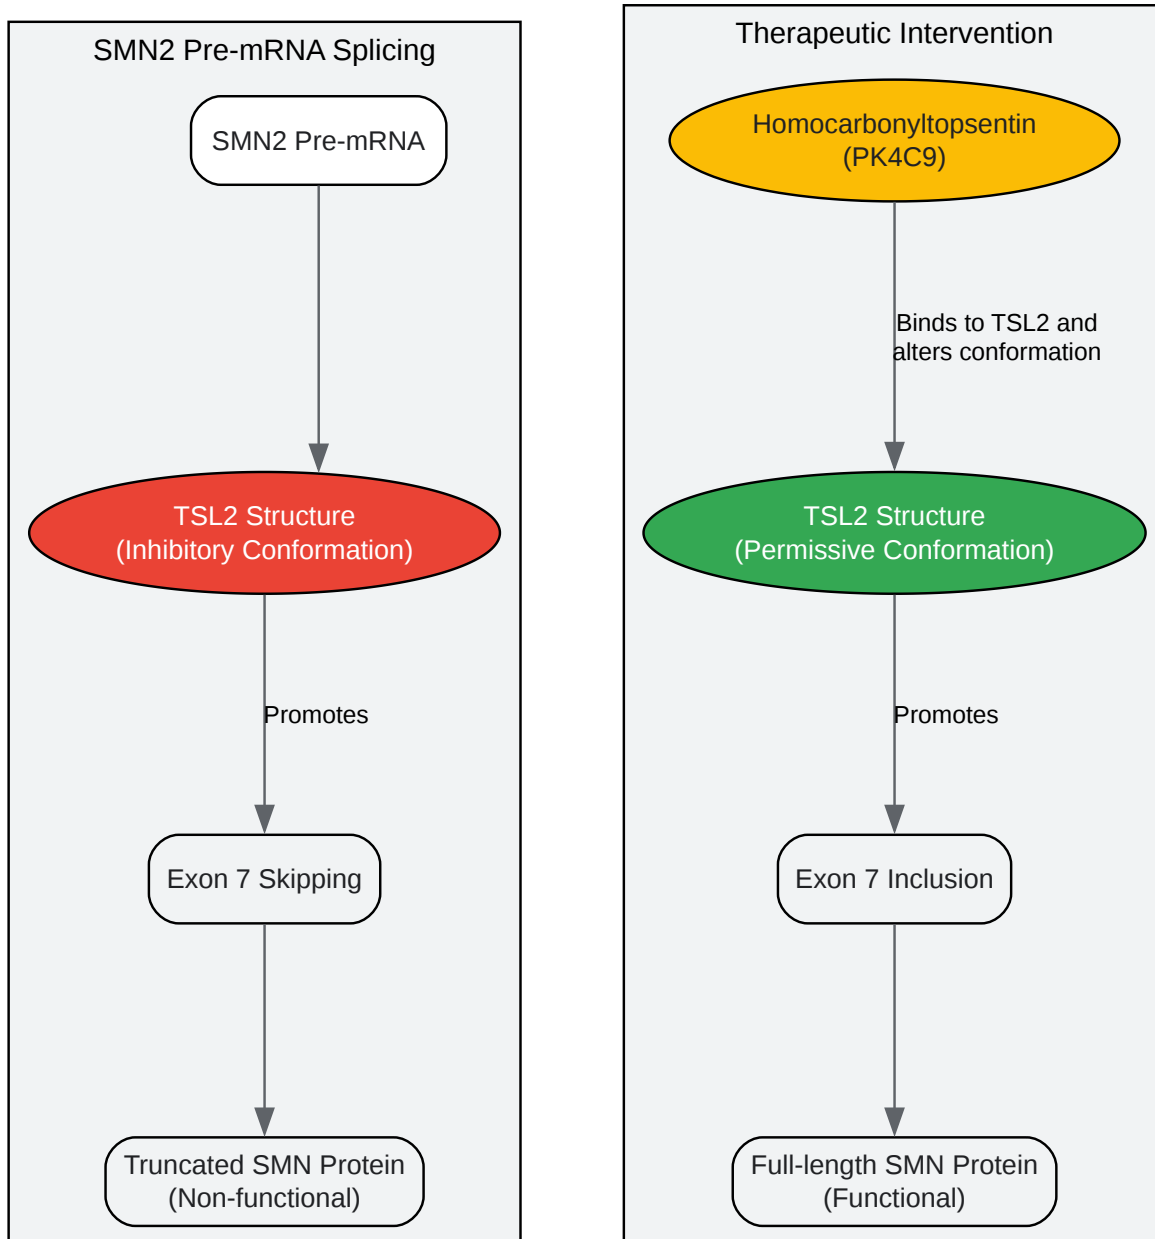 SMN2 Pre-mRNA Splicing
SMN2 Pre-mRNA
TSL2 Structure
(Inhibitory Conformation)
Promotes
Exon 7 Skipping
Truncated SMN Protein
(Non-functional)
Therapeutic Intervention
Homocarbonyltopsentin
(PK4C9)
Binds to TSL2 and
alters conformation
TSL2 Structure
(Permissive Conformation)
Promotes
Exon 7 Inclusion
Full-length SMN Protein
(Functional)